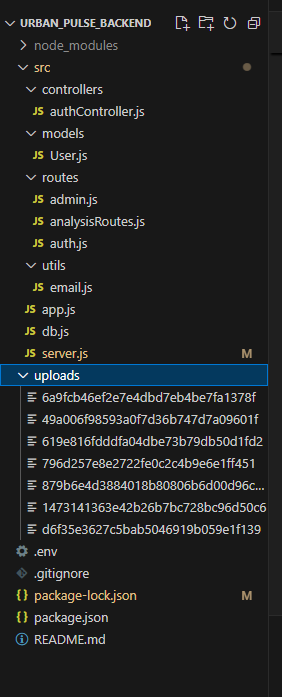 URBAN_PULSE_BACKEND
node_modules
src
controllers
JS authController.js
models
JS User.js
routes
JS admin.js
JS analysisRoutes.js
JS auth.js
utils
JS email.js
JS app.js
JS db.js
JS server.js M
uploads
6a9fcb46ef2e7e4dbd7eb4be7fa1378f
49a006f98593a0f7d36b747d7a09601f
619e816fdddfa04dbe73b79db50d1fd2
796d257e8e2722fe0c2c4b9e6e1ff451
879b6e4d3884018b80806b6d00d96c...
1473141363e42b26b7bc728bc96d50c6
d6f35e3627c5bab5046919b059e1f139
.env
.gitignore
{} package-lock.json M
{} package.json
README.md